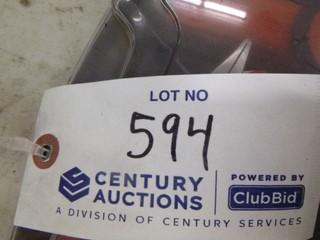 LOT NO
594
CENTURY AUCTIONS
POWERED BY
ClubBid
A DIVISION OF CENTURY SERVICES